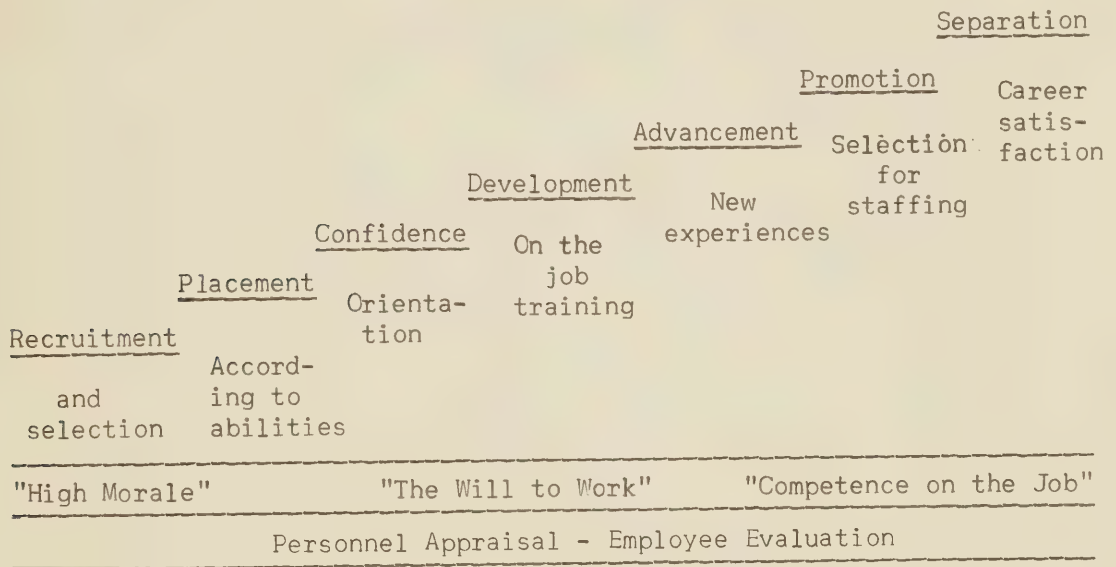 Separation
Career
satis-
faction
Promotion
Selection
for
staffing
Advancement
New
experiences
Development
On the
job
training
Confidence
Orienta-
tion
Placement
Accord-
ing to
abilities
Recruitment
and
selection
"High Morale" "The Will to Work" "Competence on the Job"
Personnel Appraisal - Employee Evaluation